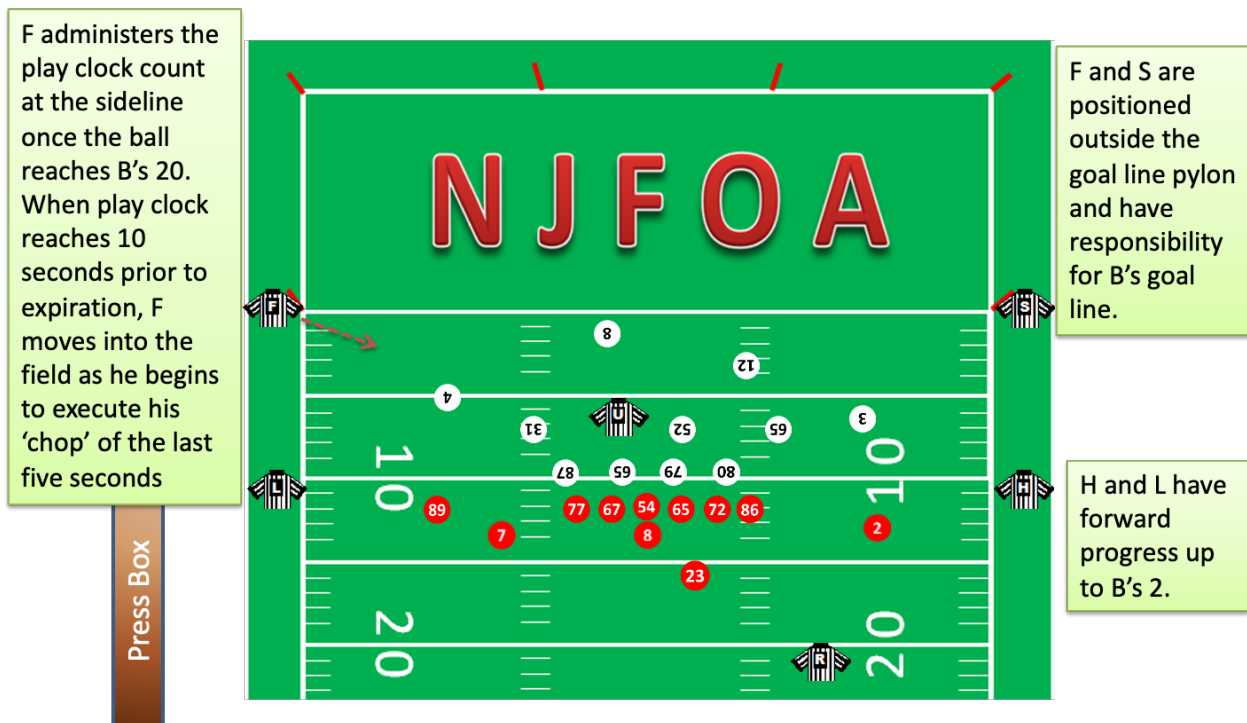 F administers the
play clock count
at the sideline
once the ball
reaches B's 20.
When play clock
reaches 10
seconds prior to
expiration, F
moves into the
field as he begins
to execute his
‘chop’ of the last
five seconds
Press Box
NJFOA
F
S
8
12
4
U
3
31
52
65
87
65
79
80
10
10
L
H
89
77
67
54
65
72
86
2
7
8
23
20
20
R
F and S are
positioned
outside the
goal line pylon
and have
responsibility
for B's goal
line.
H and L have
forward
progress up
to B's 2.